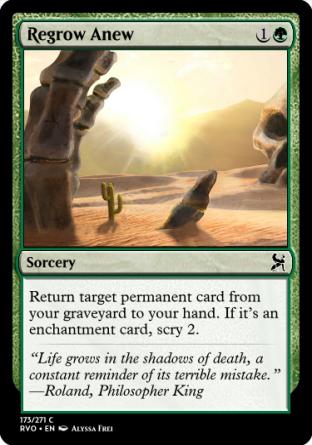 Regrow Anew 1
Sorcery
Return target permanent card from
your graveyard to your hand. If it's an
enchantment card, scry 2.
"Life grows in the shadows of death, a
constant reminder of its terrible mistake."
—Roland, Philosopher King
173/271 C
RVO • EN Alyssa Frei